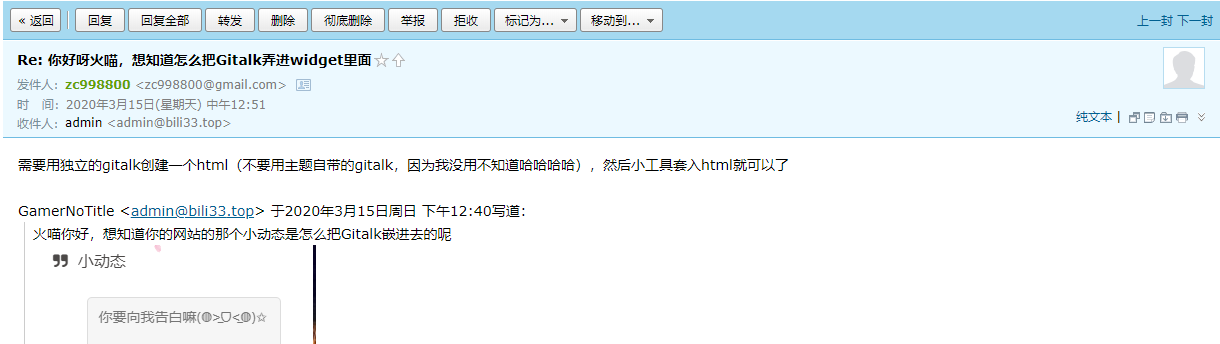 « 返回 回复 回复全部 转发 删除 彻底删除 举报 拒收 标记为... 移动到... 上一封 下一封
Re: 你好呀火喵，想知道怎么把Gitalk弄进widget里面
发件人：zc998800 <zc998800@gmail.com>
时 间：2020年3月15日(星期天) 中午12:51
收件人：admin <admin@bili33.top>
纯文本 |
需要用独立的gitalk创建一个html（不要用主题自带的gitalk，因为我没用不知道哈哈哈哈），然后小工具套入html就可以了
GamerNoTitle <admin@bili33.top> 于2020年3月15日周日 下午12:40写道：
火喵你好，想知道你的网站的那个小动态是怎么把Gitalk嵌进去的呢
小动态
你要向我告白嘛(◍>ᗜ<◍)✩